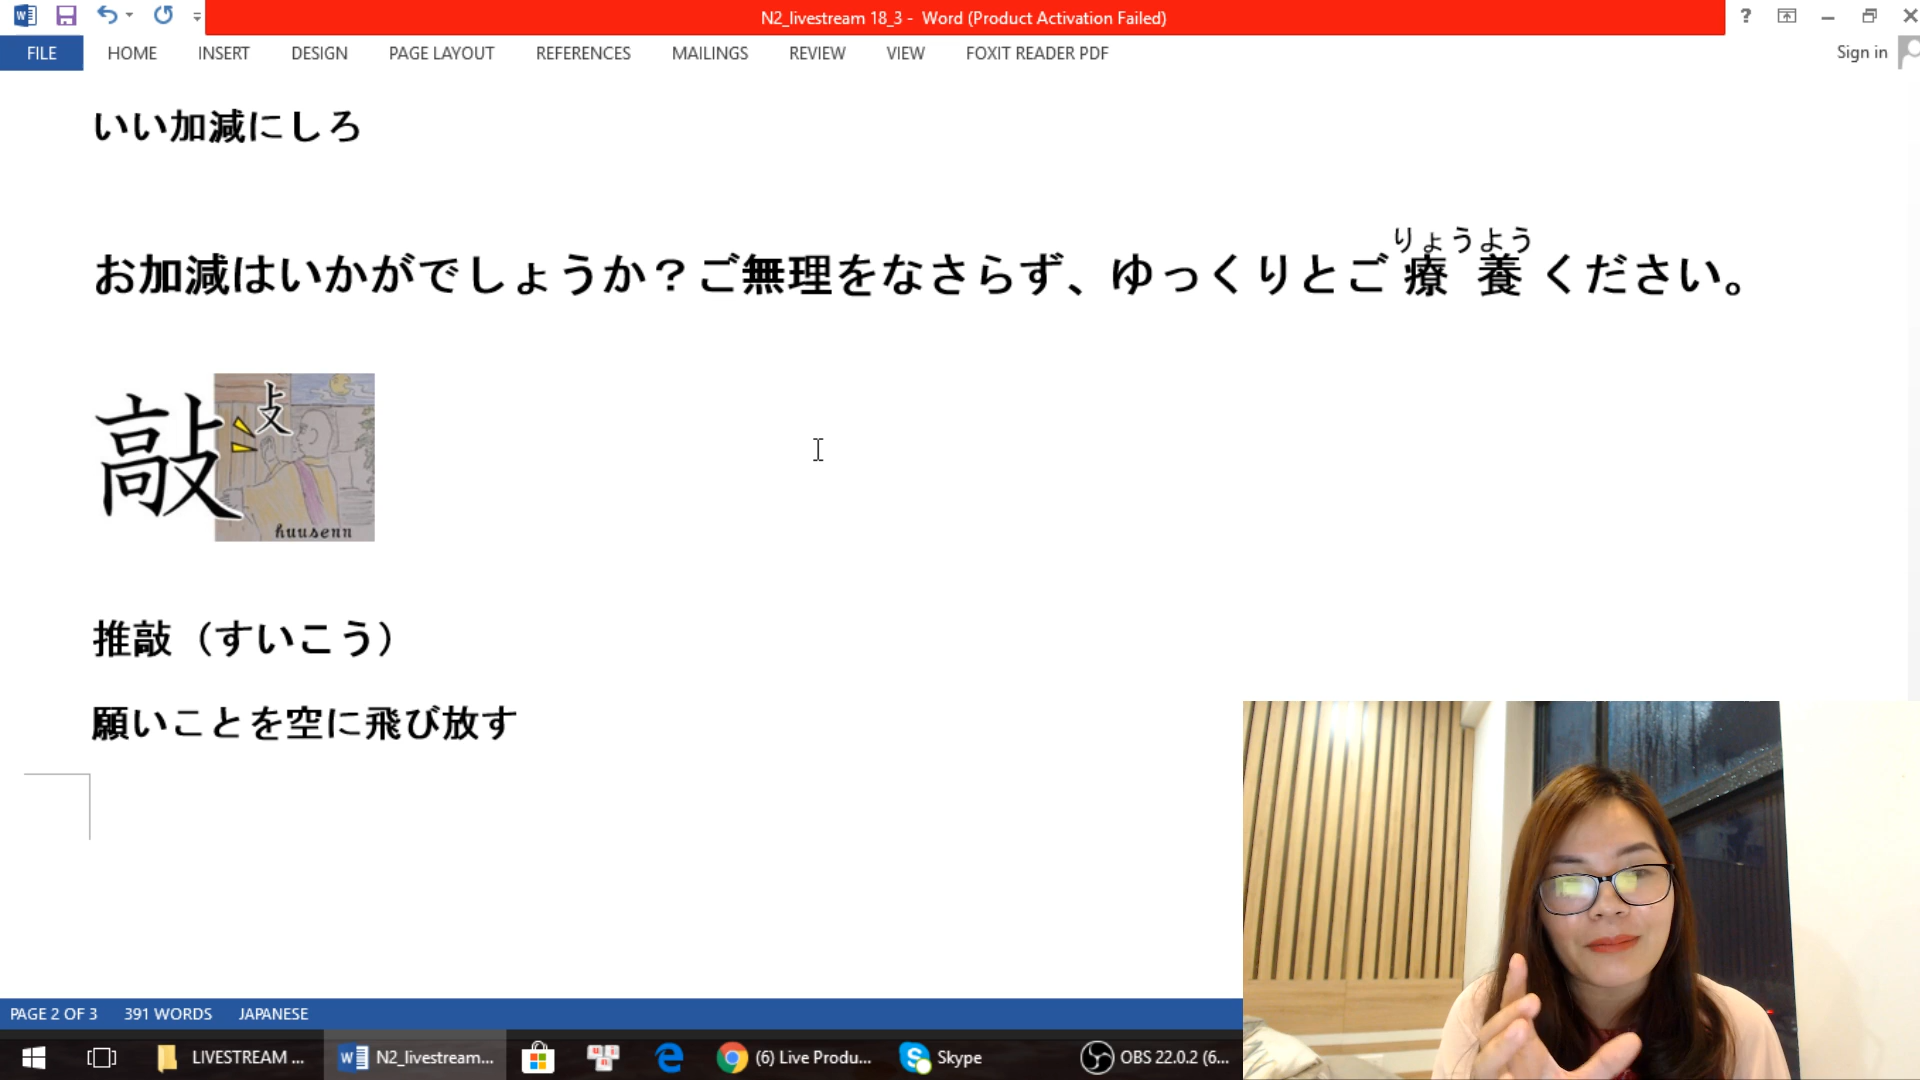 N2_livestream 18_3 - Word (Product Activation Failed)
?
FILE HOME INSERT DESIGN PAGE LAYOUT REFERENCES MAILINGS REVIEW VIEW FOXIT READER PDF Sign in
いい加減にしろ
りょうよう
お加減はいかがでしょうか？ご無理をなさらず、ゆっくりとご療養ください。
敲
攴
huusenn
推敲（すいこう）
願いことを空に飛び放す
PAGE 2 OF 3 391 WORDS JAPANESE
LIVESTREAM ... N2_livestream... (6) Live Produ... Skype OBS 22.0.2 (6...